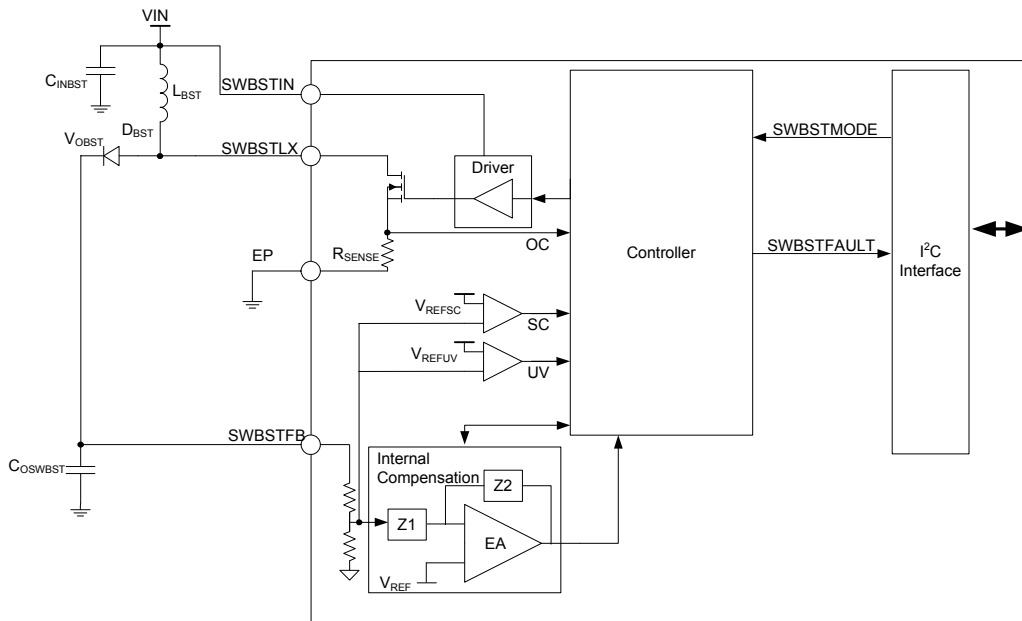 VIN
CINBST
LBST
SWBSTIN
DBST
VOBST
SWBSTLX
Driver
SWBSTMODE
OC
Controller
SWBSTFAULT
I2C
Interface
EP
RSENSE
VREFSC
SC
VREFUV
UV
SWBSTFB
COSWBST
Internal
Compensation
Z2
Z1
EA
VREF